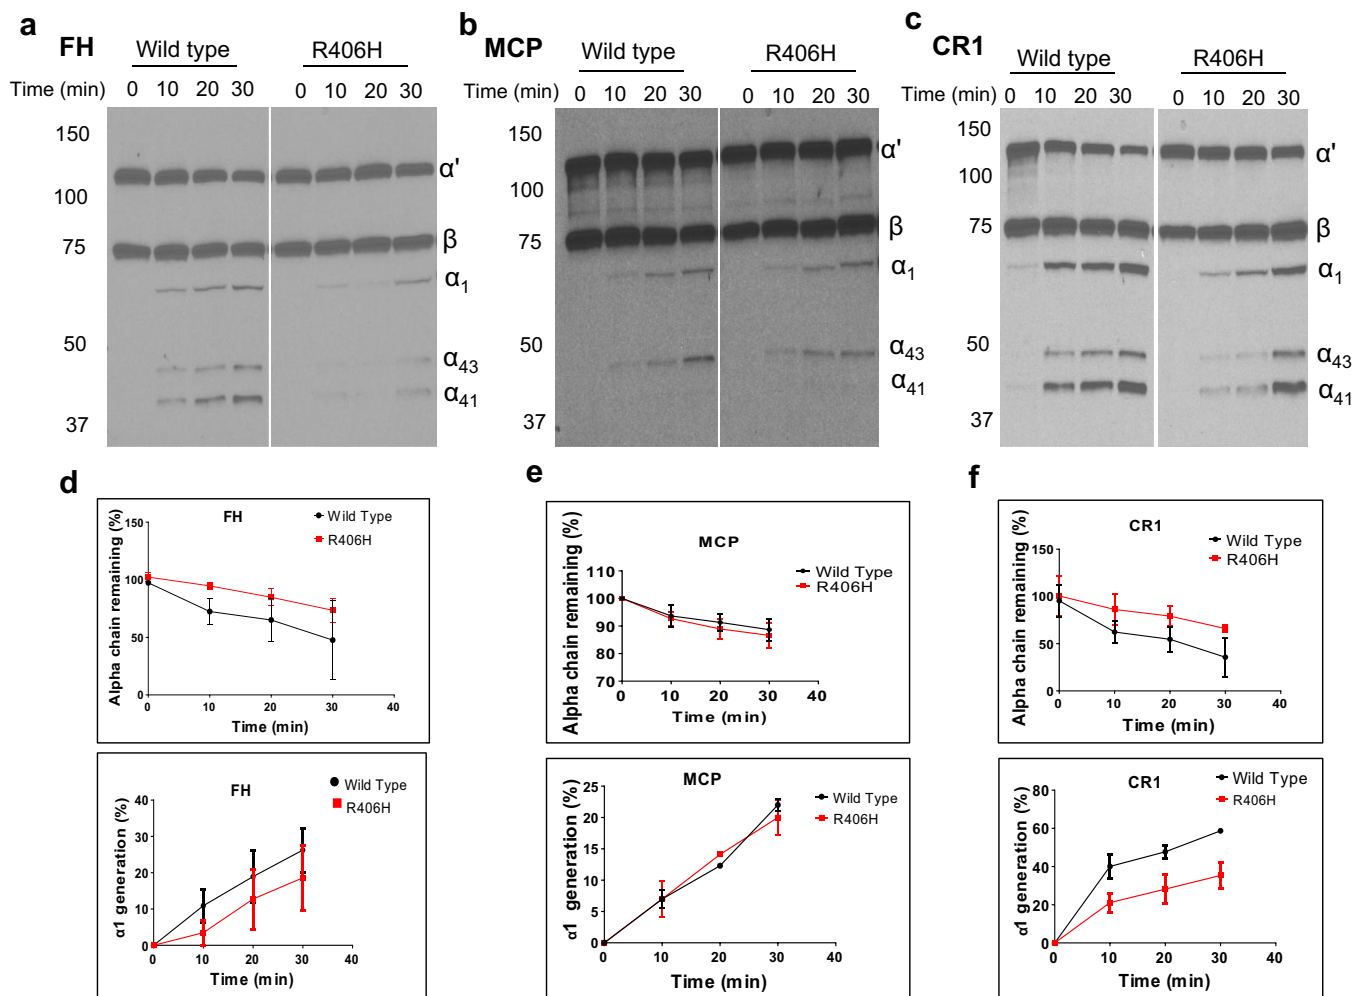 a
FH
Wild type
R406H
Time (min)
0 10 20 30 0 10 20 30
150
100
75
50
37
α'
β
α1
α43
α41
b
MCP
Wild type
R406H
Time (min)
0 10 20 30 0 10 20 30
150
100
75
50
37
α'
β
α1
α43
α41
c
CR1
Wild type
R406H
Time (min)
0 10 20 30 0 10 20 30
150
100
75
50
37
α'
β
α1
α43
α41
d
FH
Wild Type
R406H
Alpha chain remaining (%)
150
100
50
0
0 10 20 30 40
Time (min)
FH
Wild Type
R406H
α1 generation (%)
40
30
20
10
0
0 10 20 30 40
Time (min)
e
MCP
Wild Type
R406H
Alpha chain remaining (%)
110
100
90
80
70
0 10 20 30 40
Time (min)
MCP
Wild Type
R406H
α1 generation (%)
25
20
15
10
5
0
0 10 20 30 40
Time (min)
f
CR1
Wild Type
R406H
Alpha chain remaining (%)
150
100
50
0
0 10 20 30 40
Time (min)
CR1
Wild Type
R406H
α1 generation (%)
80
60
40
20
0
0 10 20 30 40
Time (min)